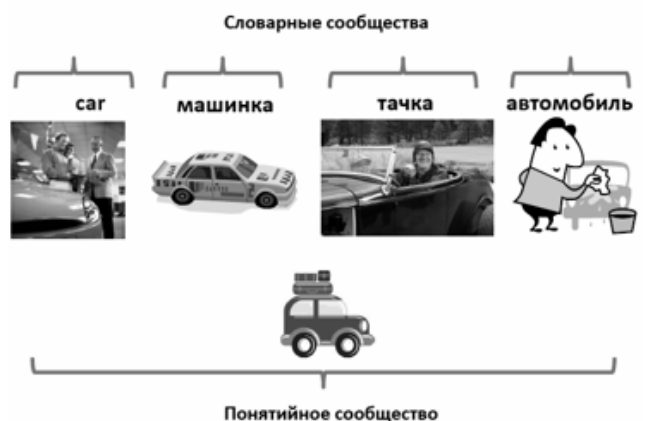 Словарные сообщества
car машинка тачка автомобиль
Понятийное сообщество